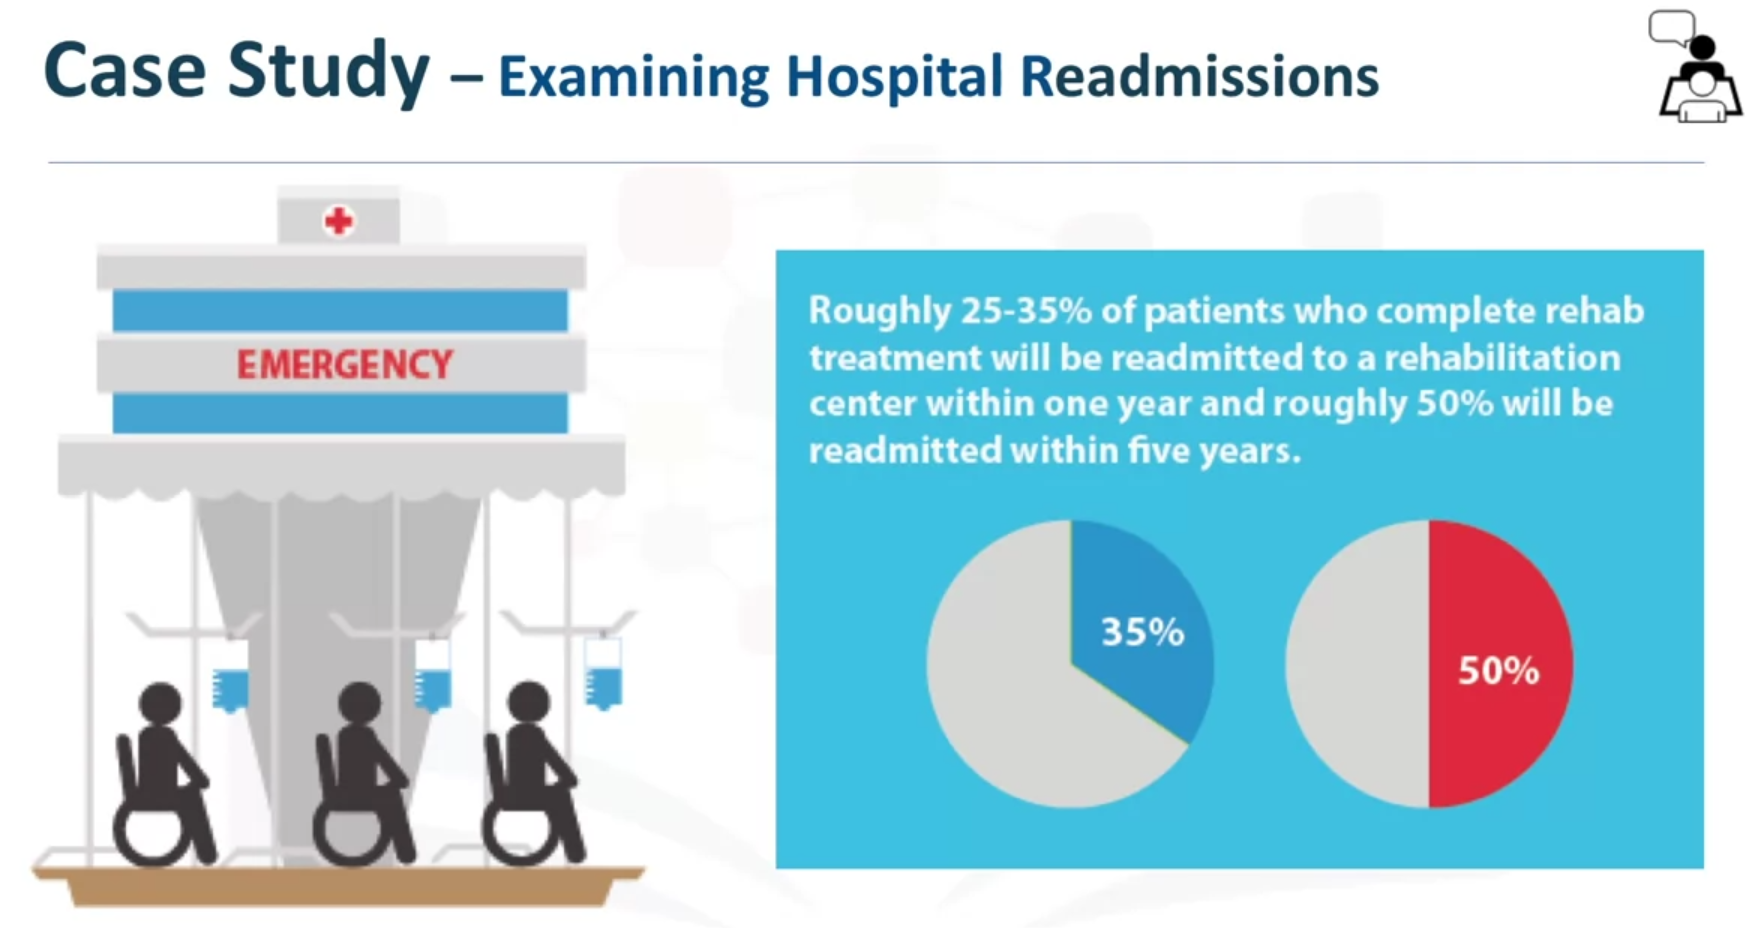 Case Study – Examining Hospital Readmissions
EMERGENCY
Roughly 25-35% of patients who complete rehab
treatment will be readmitted to a rehabilitation
center within one year and roughly 50% will be
readmitted within five years.
35%
50%